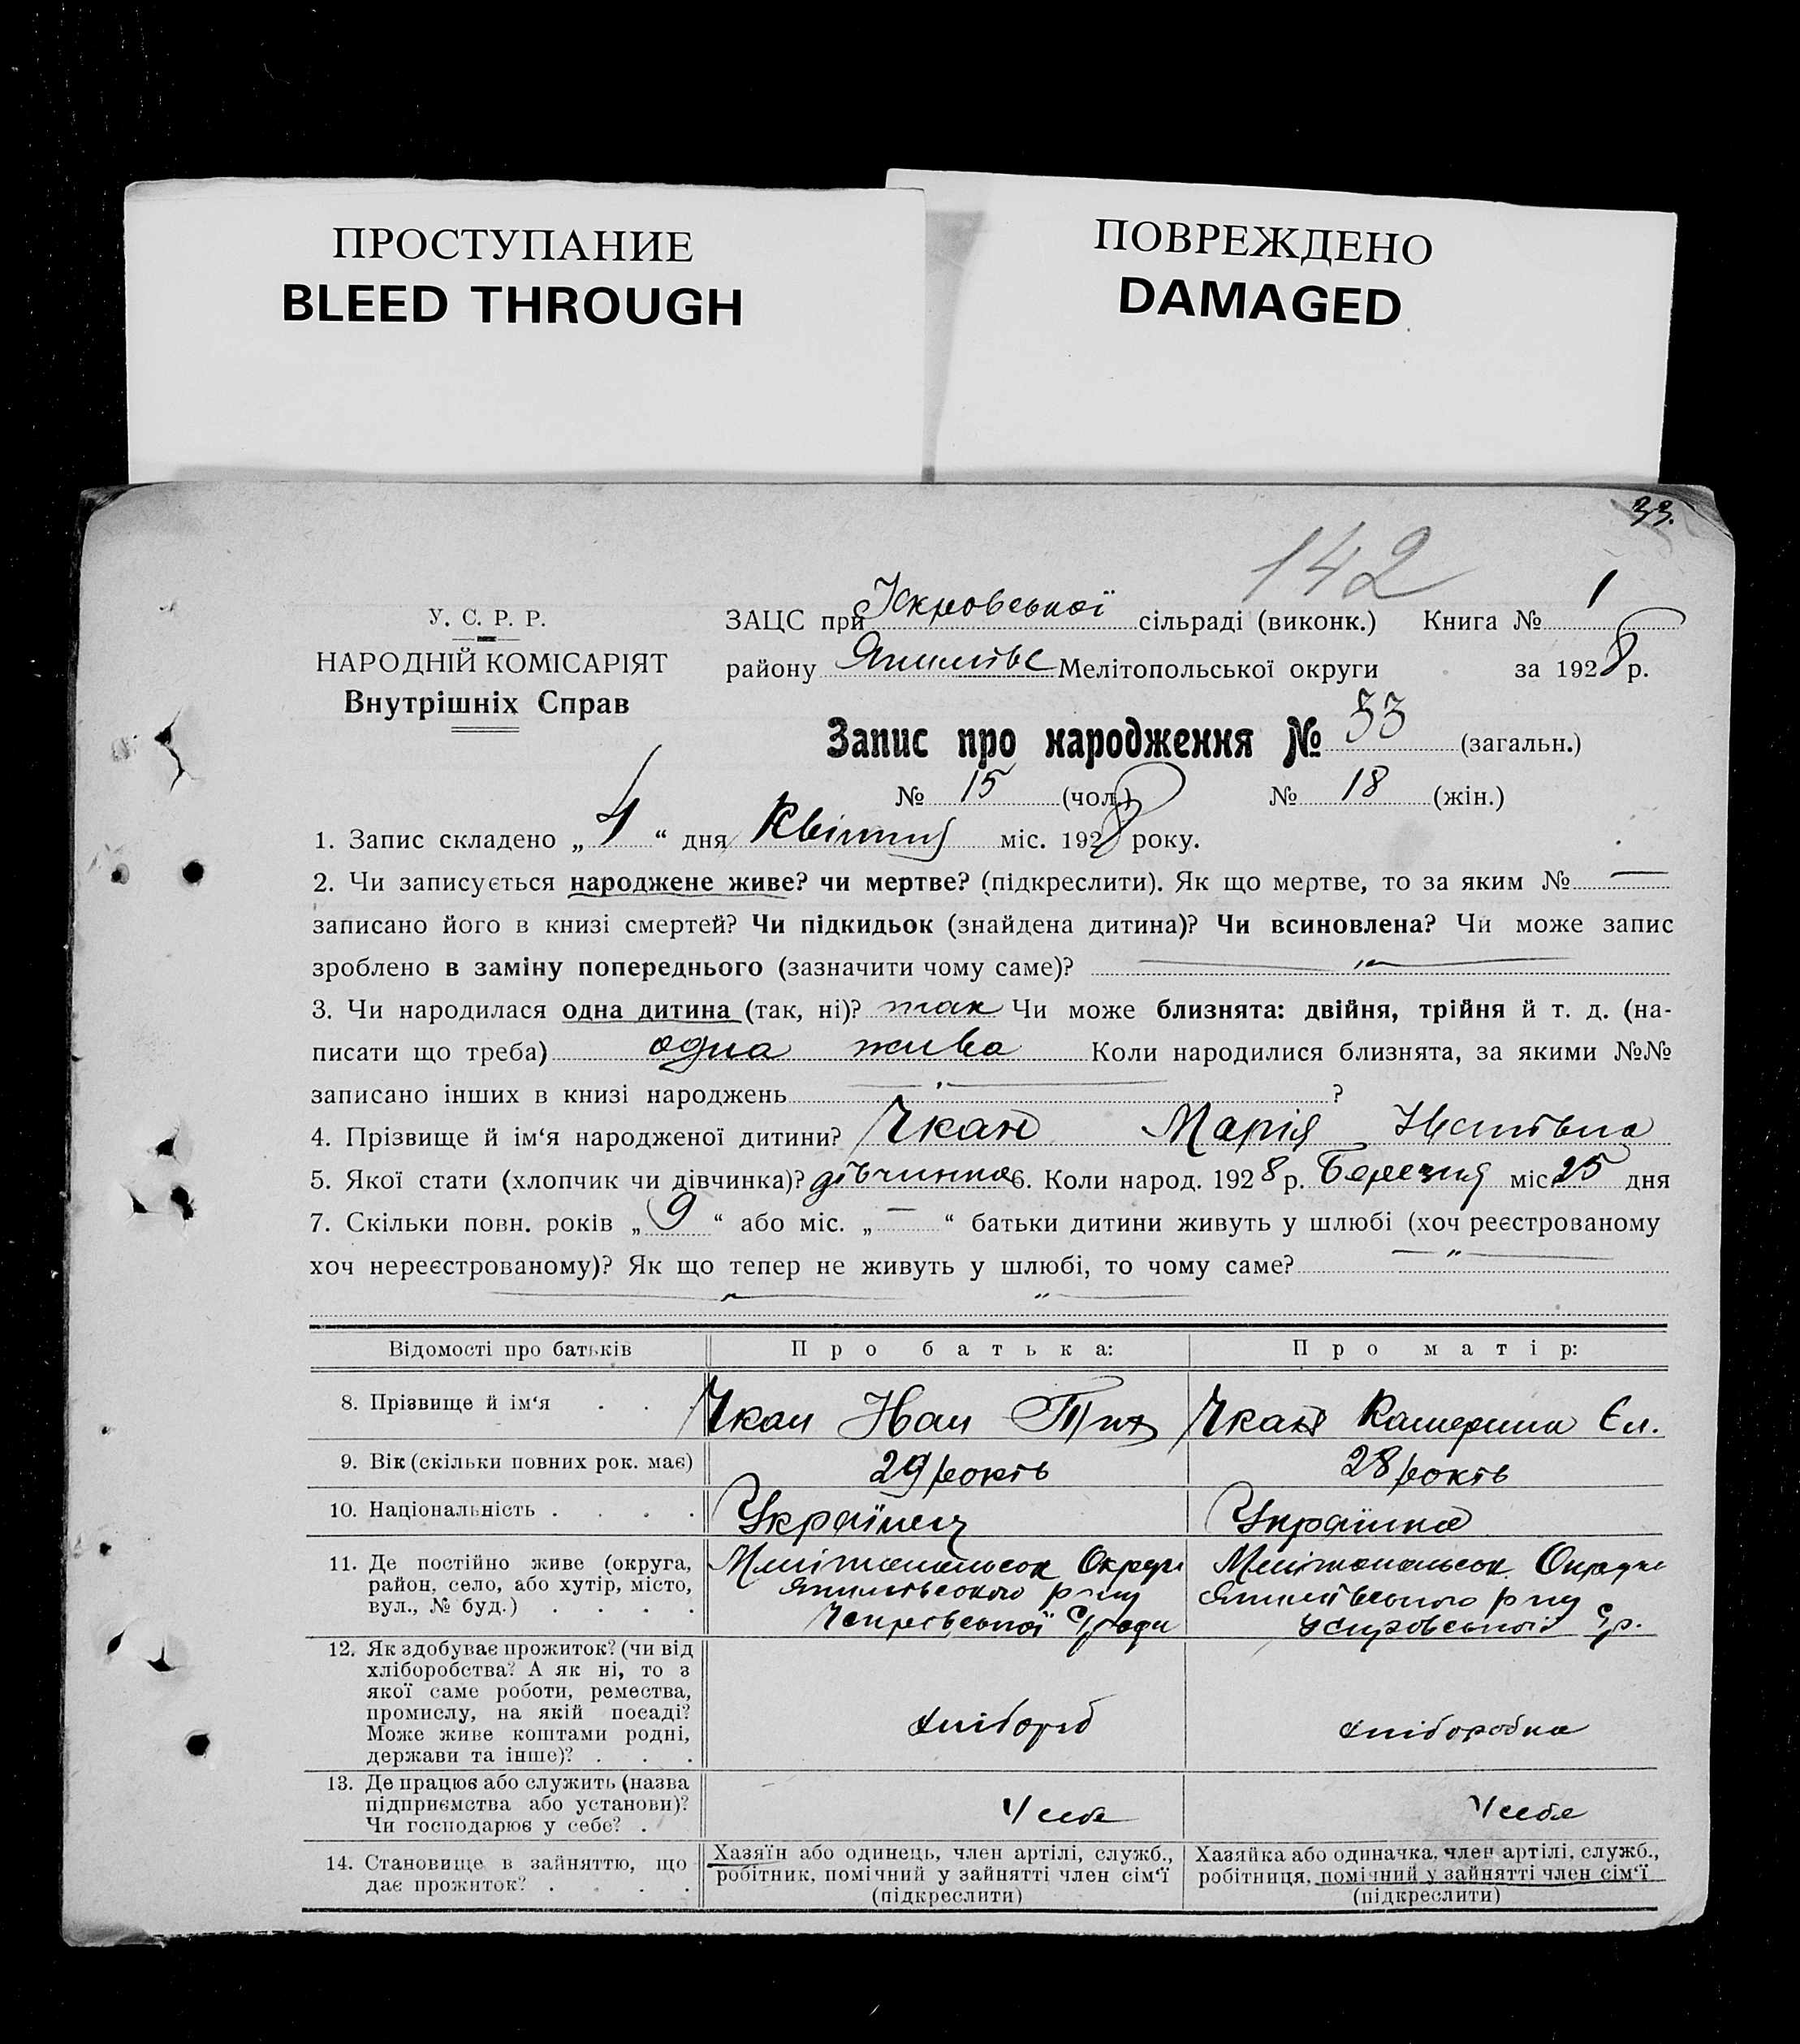 ПРОСТУПАНИЕ
BLEED THROUGH
ПОВРЕЖДЕНО
DAMAGED
33.
142
У. С. Р. Р.
НАРОДНІЙ КОМІСАРІЯТ
Внутрішніх Справ
ЗАЦС при сільраді (виконк.) Книга № 1
району Мелітопольської округи за 1928 р.
Запис про народження № 33 (загальн.)
№ 15 (чол.) № 18 (жін.)
1. Запис складено „ 4 “ дня Квітня міс. 1928 року.
2. Чи записується народжене живе? чи мертве? (підкреслити). Як що мертве, то за яким № —
записано його в книзі смертей? Чи підкидьок (знайдена дитина)? Чи всиновлена? Чи може запис
зроблено в заміну попереднього (зазначити чому саме)? — „ —
3. Чи народилася одна дитина (так, ні)? так Чи може близнята: двійня, трійня й т. д. (на-
писати що треба) одна жива Коли народилися близнята, за якими №№
записано інших в книзі народжень — ?
4. Прізвище й ім‘я народженої дитини? Чкан Марія
5. Якої стати (хлопчик чи дівчинка)? дівчинка 6. Коли народ. 1928 р. Березня міс. 25 дня
7. Скільки повн. років „ 9 “ або міс. „ — “ батьки дитини живуть у шлюбі (хоч реєстрованому
хоч нереєстрованому)? Як що тепер не живуть у шлюбі, то чому саме? — „ —
— „ —
Відомості про батьків Про батька: Про матір:
8. Прізвище й ім‘я . . Чкан Иван Тит Чкан Катерина Єл.
9. Вік (скільки повних рок. має) 29 років 28 років
10. Національність . . . . Українец Українка
11. Де постійно живе (округа,
район, село, або хутір, місто,
вул., № буд.) . . . .
Мелітопольськ Округи
р-ну
Мелітопольськ. Округи
р-ну
12. Як здобуває прожиток? (чи від
хліборобства? А як ні, то з
якої саме роботи, ремества,
промислу, на якій посаді?
Може живе коштами родні,
держави та інше)? . . .
хлібороб хліборобка
13. Де працює або служить (назва
підприємства або установи)?
Чи господарює у себе? .
У себе У себе
14. Становище в зайняттю, що
дає прожиток? . . . .
Хазяїн або одинець, член артілі, служб.,
робітник, помічний у зайнятті член сім‘ї
(підкреслити)
Хазяйка або одиначка, член артілі, служб.,
робітниця, помічний у зайнятті член сім‘ї
(підкреслити)